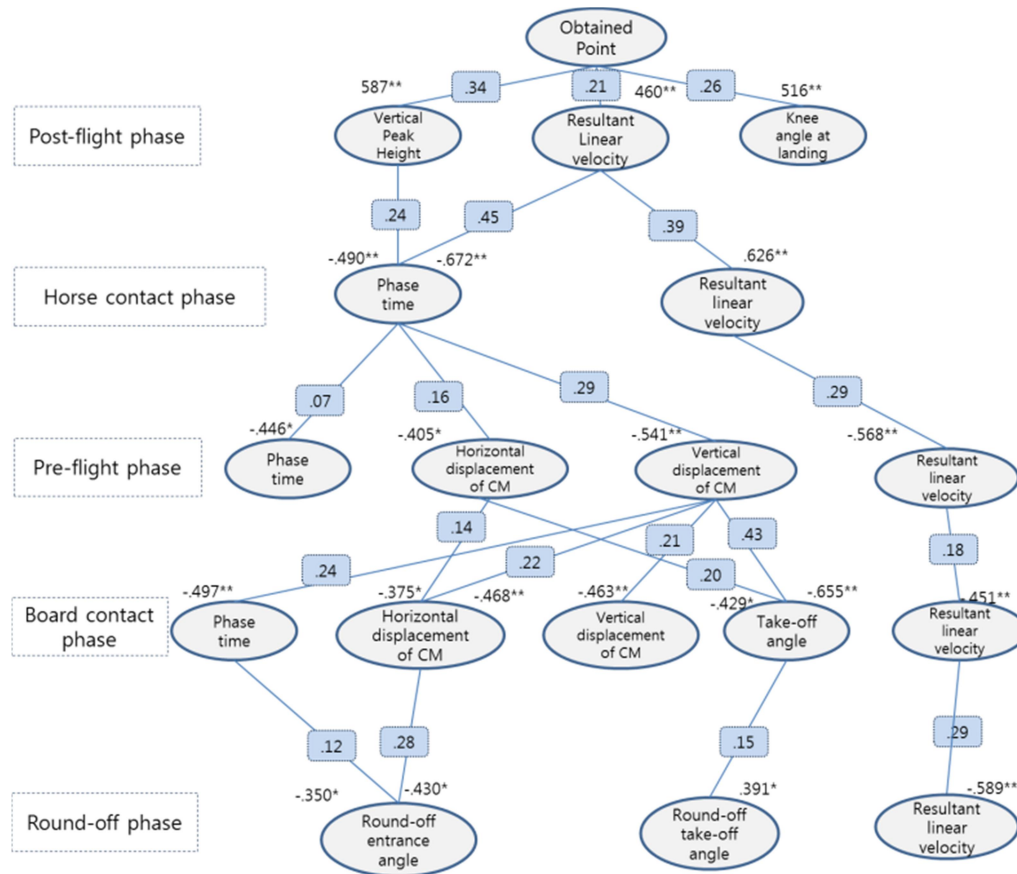 Obtained
Point
587**
.34
.21
460**
.26
516**
Post-flight phase
Vertical
Peak
Height
Resultant
Linear
velocity
Knee
angle at
landing
.24
.45
.39
-.490**
-.672**
.626**
Horse contact phase
Phase
time
Resultant
linear
velocity
.07
.16
.29
.29
-.446*
-.405*
-.541**
-.568**
Pre-flight phase
Phase
time
Horizontal
displacement
of CM
Vertical
displacement
of CM
Resultant
linear
velocity
.24
.14
.22
.21
.20
.43
.18
-.497**
-.375*
-.468**
-.463**
-.429*
-.655**
-.451**
Board contact
phase
Phase
time
Horizontal
displacement
of CM
Vertical
displacement
of CM
Take-off
angle
Resultant
linear
velocity
.12
.28
.15
.29
-.350*
-.430*
.391*
-.589**
Round-off phase
Round-off
entrance
angle
Round-off
take-off
angle
Resultant
linear
velocity